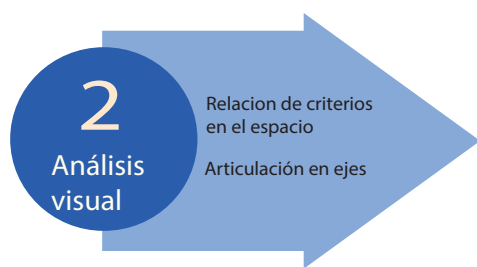 2
Análisis
visual
Relacion de criterios
en el espacio
Articulación en ejes